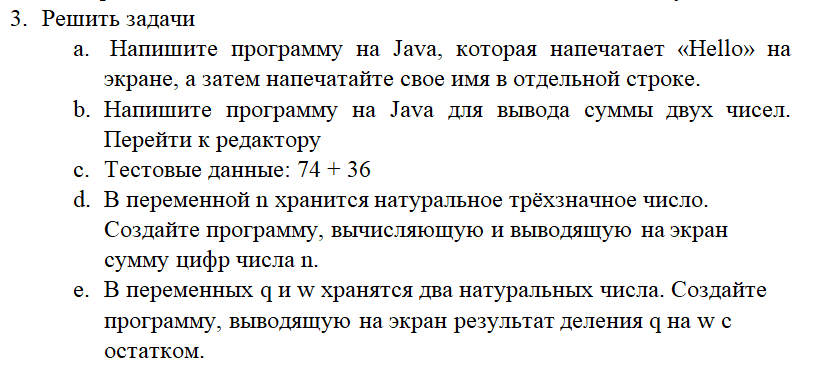 3. Решить задачи
a. Напишите программу на Java, которая напечатает «Hello» на
экране, а затем напечатайте свое имя в отдельной строке.
b. Напишите программу на Java для вывода суммы двух чисел.
Перейти к редактору
c. Тестовые данные: 74 + 36
d. В переменной n хранится натуральное трёхзначное число.
Создайте программу, вычисляющую и выводящую на экран
сумму цифр числа n.
e. В переменных q и w хранятся два натуральных числа. Создайте
программу, выводящую на экран результат деления q на w с
остатком.